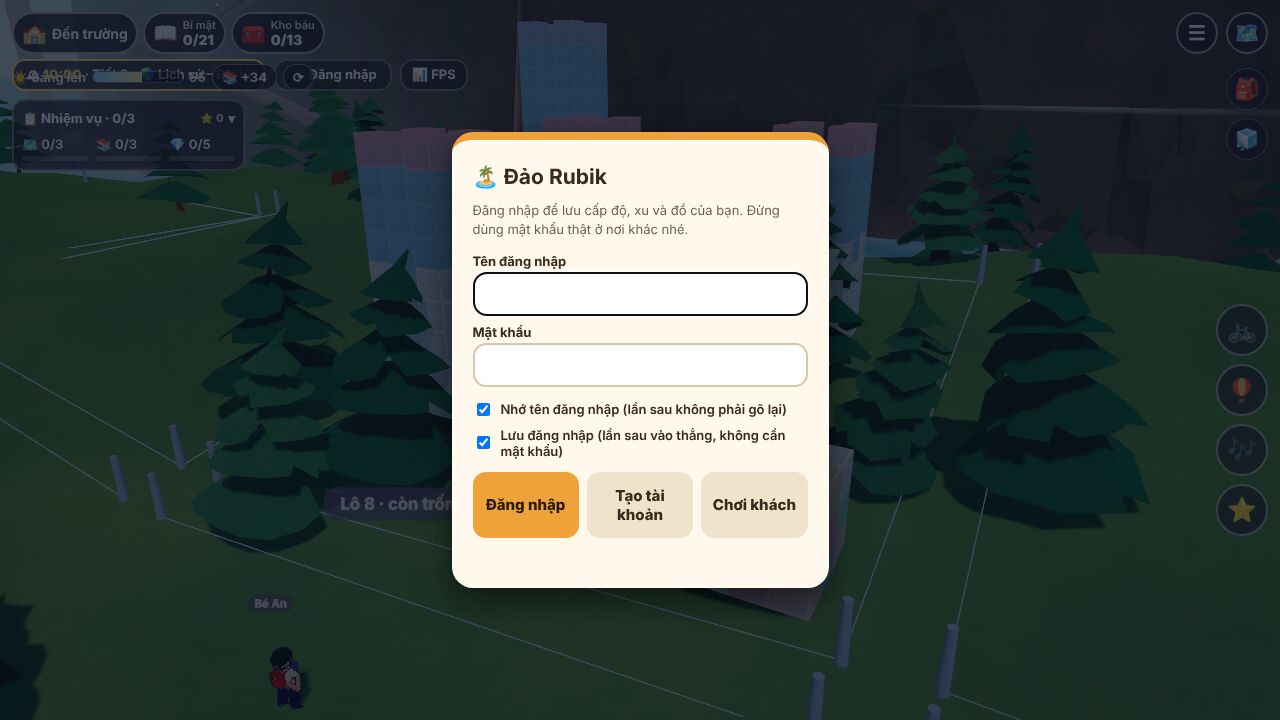 Đến trường
Bí mật
0/21
Kho báu
0/13
Đăng nhập
FPS
+34
Nhiệm vụ · 0/3
0
0/3
0/3
0/5
Đảo Rubik
Đăng nhập để lưu cấp độ, xu và đồ của bạn. Đừng
dùng mật khẩu thật ở nơi khác nhé.
Tên đăng nhập
Mật khẩu
Nhớ tên đăng nhập (lần sau không phải gõ lại)
Lưu đăng nhập (lần sau vào thẳng, không cần
mật khẩu)
Đăng nhập
Tạo tài
khoản
Chơi khách
Lô 8 · còn trốn
Bé An